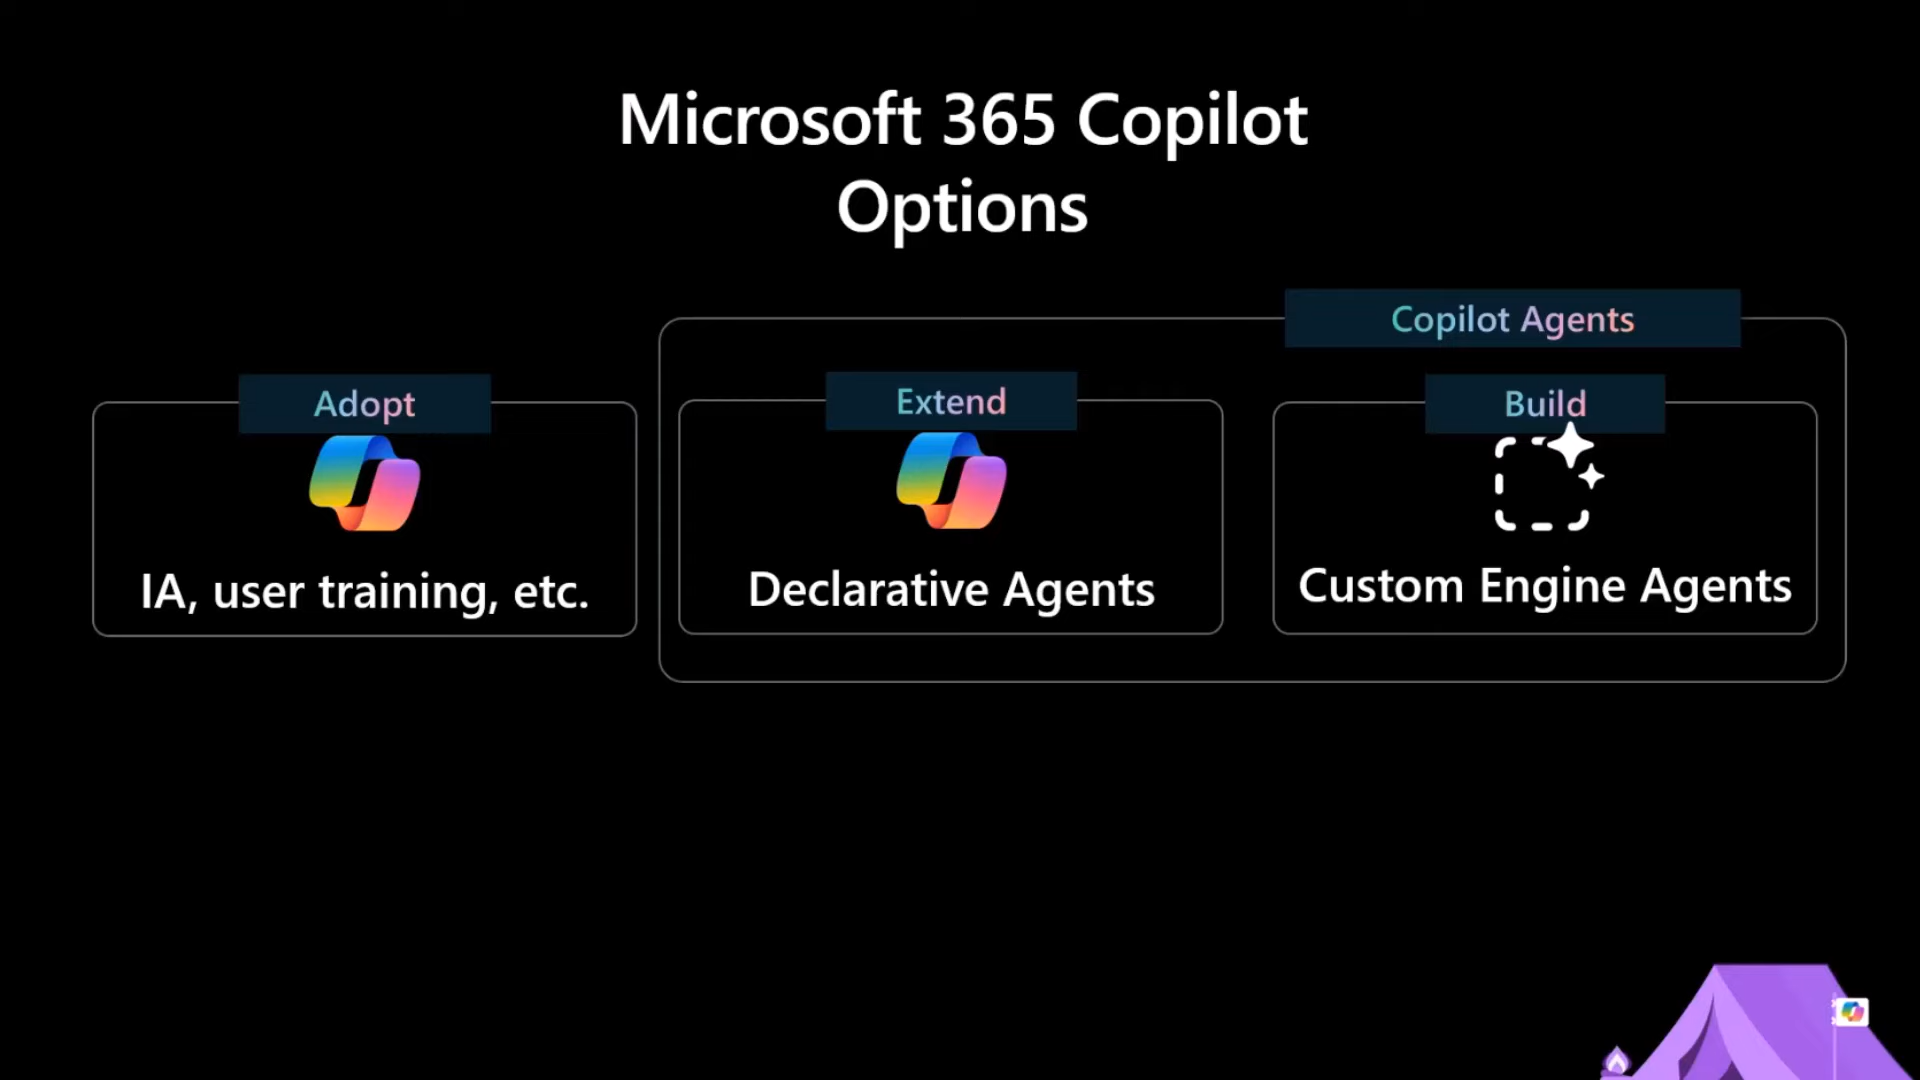 Microsoft 365 Copilot
Options
Copilot Agents
Adopt
IA, user training, etc.
Extend
Declarative Agents
Build
Custom Engine Agents